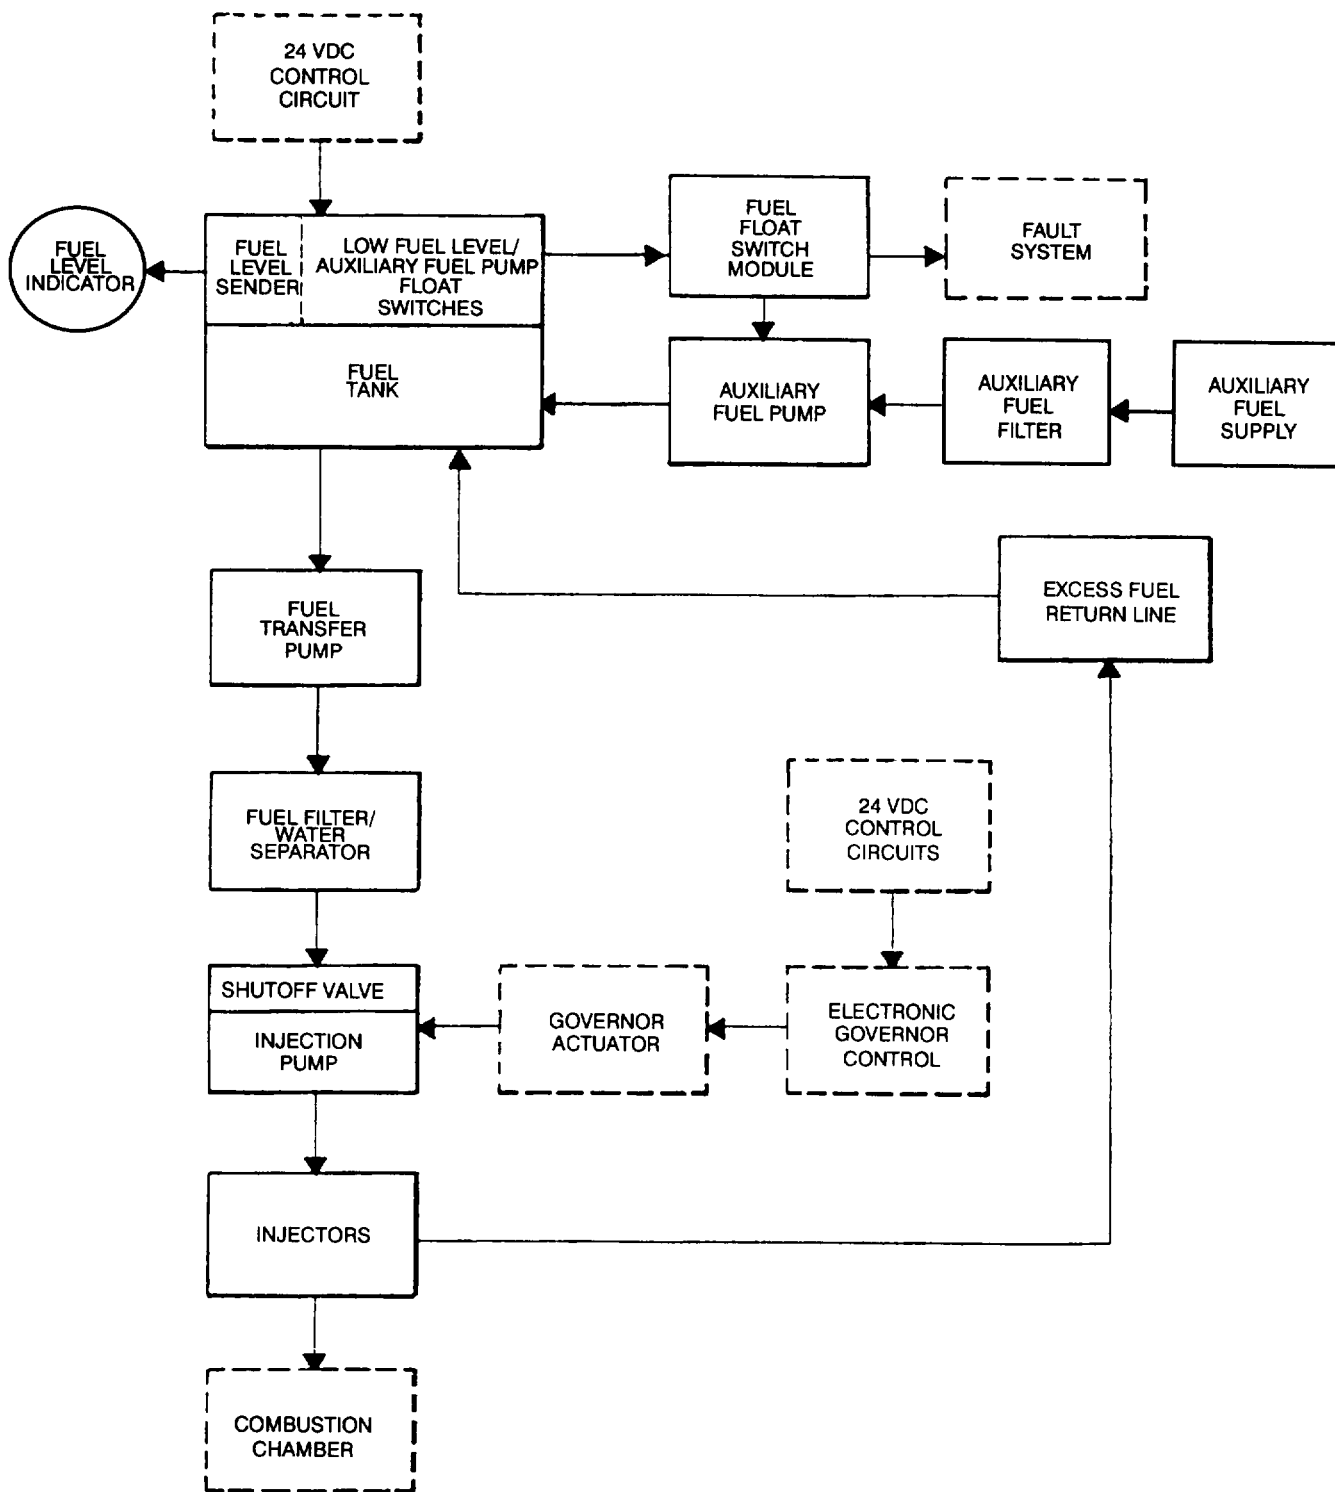 24 VDC
CONTROL
CIRCUIT
FUEL
LEVEL
INDICATOR
FUEL
LEVEL
SENDER
LOW FUEL LEVEL/
AUXILIARY FUEL PUMP
FLOAT
SWITCHES
FUEL
FLOAT
SWITCH
MODULE
FAULT
SYSTEM
FUEL
TANK
AUXILIARY
FUEL PUMP
AUXILIARY
FUEL
FILTER
AUXILIARY
FUEL
SUPPLY
EXCESS FUEL
RETURN LINE
FUEL
TRANSFER
PUMP
FUEL FILTER/
WATER
SEPARATOR
24 VDC
CONTROL
CIRCUITS
SHUTOFF VALVE
INJECTION
PUMP
GOVERNOR
ACTUATOR
ELECTRONIC
GOVERNOR
CONTROL
INJECTORS
COMBUSTION
CHAMBER